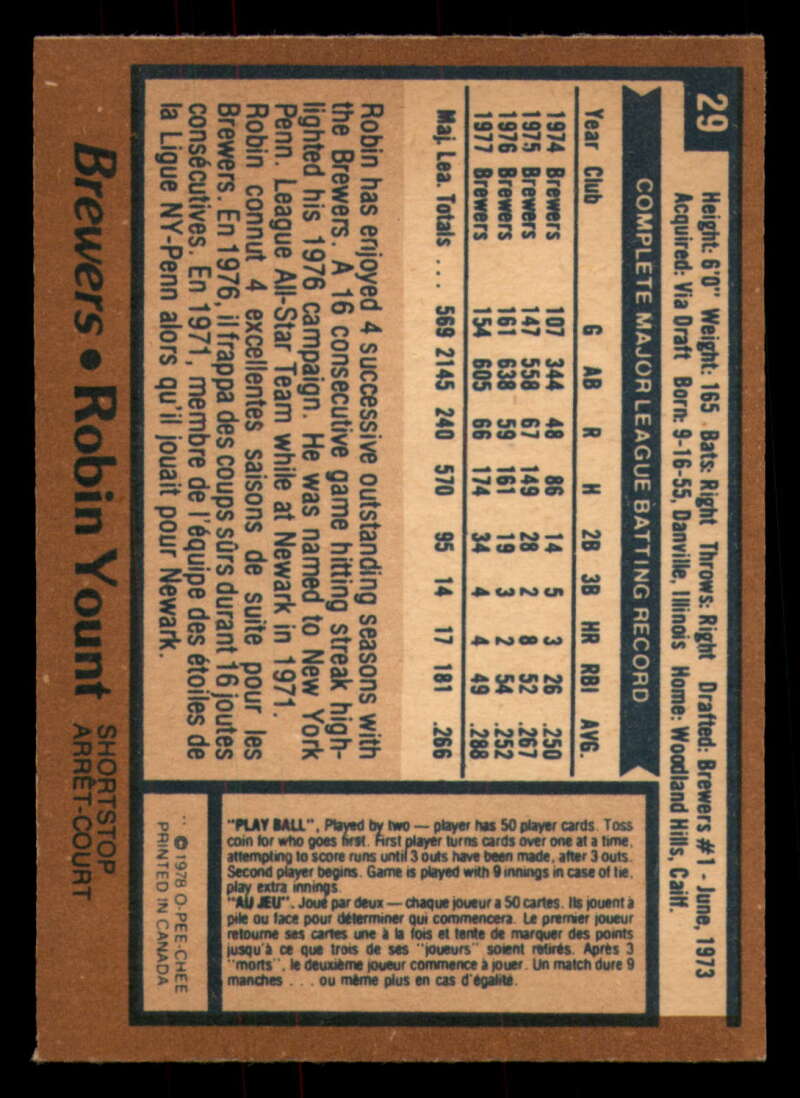 29
Height: 6'0" Weight: 165 Bats: Right Throws: Right Drafted: Brewers #1 - June, 1973
Acquired: Via Draft Born: 9-16-55, Danville, Illinois Home: Woodland Hills, Cailf.
COMPLETE MAJOR LEAGUE BATTING RECORD
Year Club G AB R H 2B 3B HR RBI AVG.
1974 Brewers 107 344 48 86 14 5 3 26 .250
1975 Brewers 147 558 67 149 28 2 8 52 .267
1976 Brewers 161 638 59 161 19 3 2 54 .252
1977 Brewers 154 605 66 174 34 4 4 49 .288
Maj. Lea. Totals ... 569 2145 240 570 95 14 17 181 .266
Robin has enjoyed 4 successive outstanding seasons with
the Brewers. A 16 consecutive game hitting streak high-
lighted his 1976 campaign. He was named to New York
Penn. League All-Star Team while at Newark in 1971.
Robin connut 4 excellentes saisons de suite pour les
Brewers. En 1976, il frappa des coups sûrs durant 16 joutes
consécutives. En 1971, membre de l'équipe des étoiles de
la Ligue NY-Penn alors qu'il jouait pour Newark.
"PLAY BALL", Played by two — player has 50 player cards. Toss
coin for who goes first. First player turns cards over one at a time,
attempting to score runs until 3 outs have been made, after 3 outs.
Second player begins. Game is played with 9 innings in case of tie,
play extra innings.
"AU JEU". Joué par deux — chaque joueur a 50 cartes. Ils jouent à
pile ou face pour déterminer qui commencera. Le premier joueur
retourne ses cartes une à la fois et tente de marquer des points
jusqu'à ce que trois de ses "joueurs" soient retirés. Après 3
"morts", le deuxième joueur commence à jouer. Un match dure 9
manches ... ou même plus en cas d'égalité.
© 1978 O-PEE-CHEE
PRINTED IN CANADA
Brewers • Robin Yount
SHORTSTOP
ARRÊT-COURT